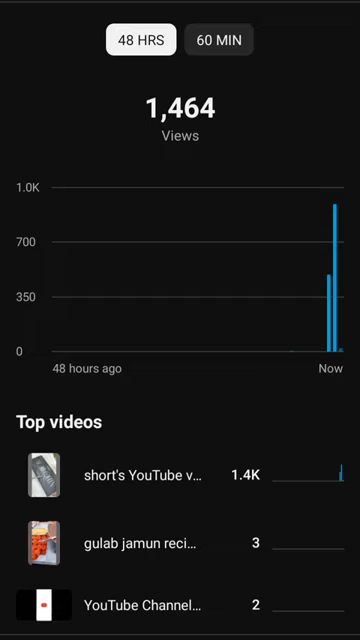 48 HRS 60 MIN
1,464
Views
1.0K
700
350
0
48 hours ago Now
Top videos
short's YouTube v... 1.4K
gulab jamun reci... 3
YouTube Channel... 2